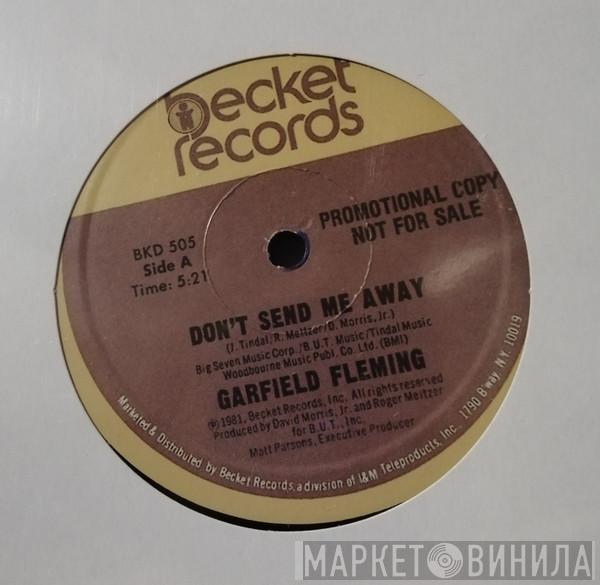 becket
records
PROMOTIONAL COPY
NOT FOR SALE
BKD 505
Side A
Time: 5:21
DON'T SEND ME AWAY
(J. Tindal/R. Meltzer/D. Morris, Jr.)
Big Seven Music Corp./B.U.T. Music/Tindal Music
Woodbourne Music Publ. Co. Ltd. (BMI)
GARFIELD FLEMING
℗ 1981, Becket Records, Inc. All rights reserved
Produced by David Morris, Jr. and Roger Meltzer
for B.U.T., Inc.
Matt Parsons, Executive Producer
Marketed & Distributed by Becket Records, a division of I&M Teleproducts, Inc., 1790 B'way, N.Y. 10019
МАРКЕТ ВИНИЛА